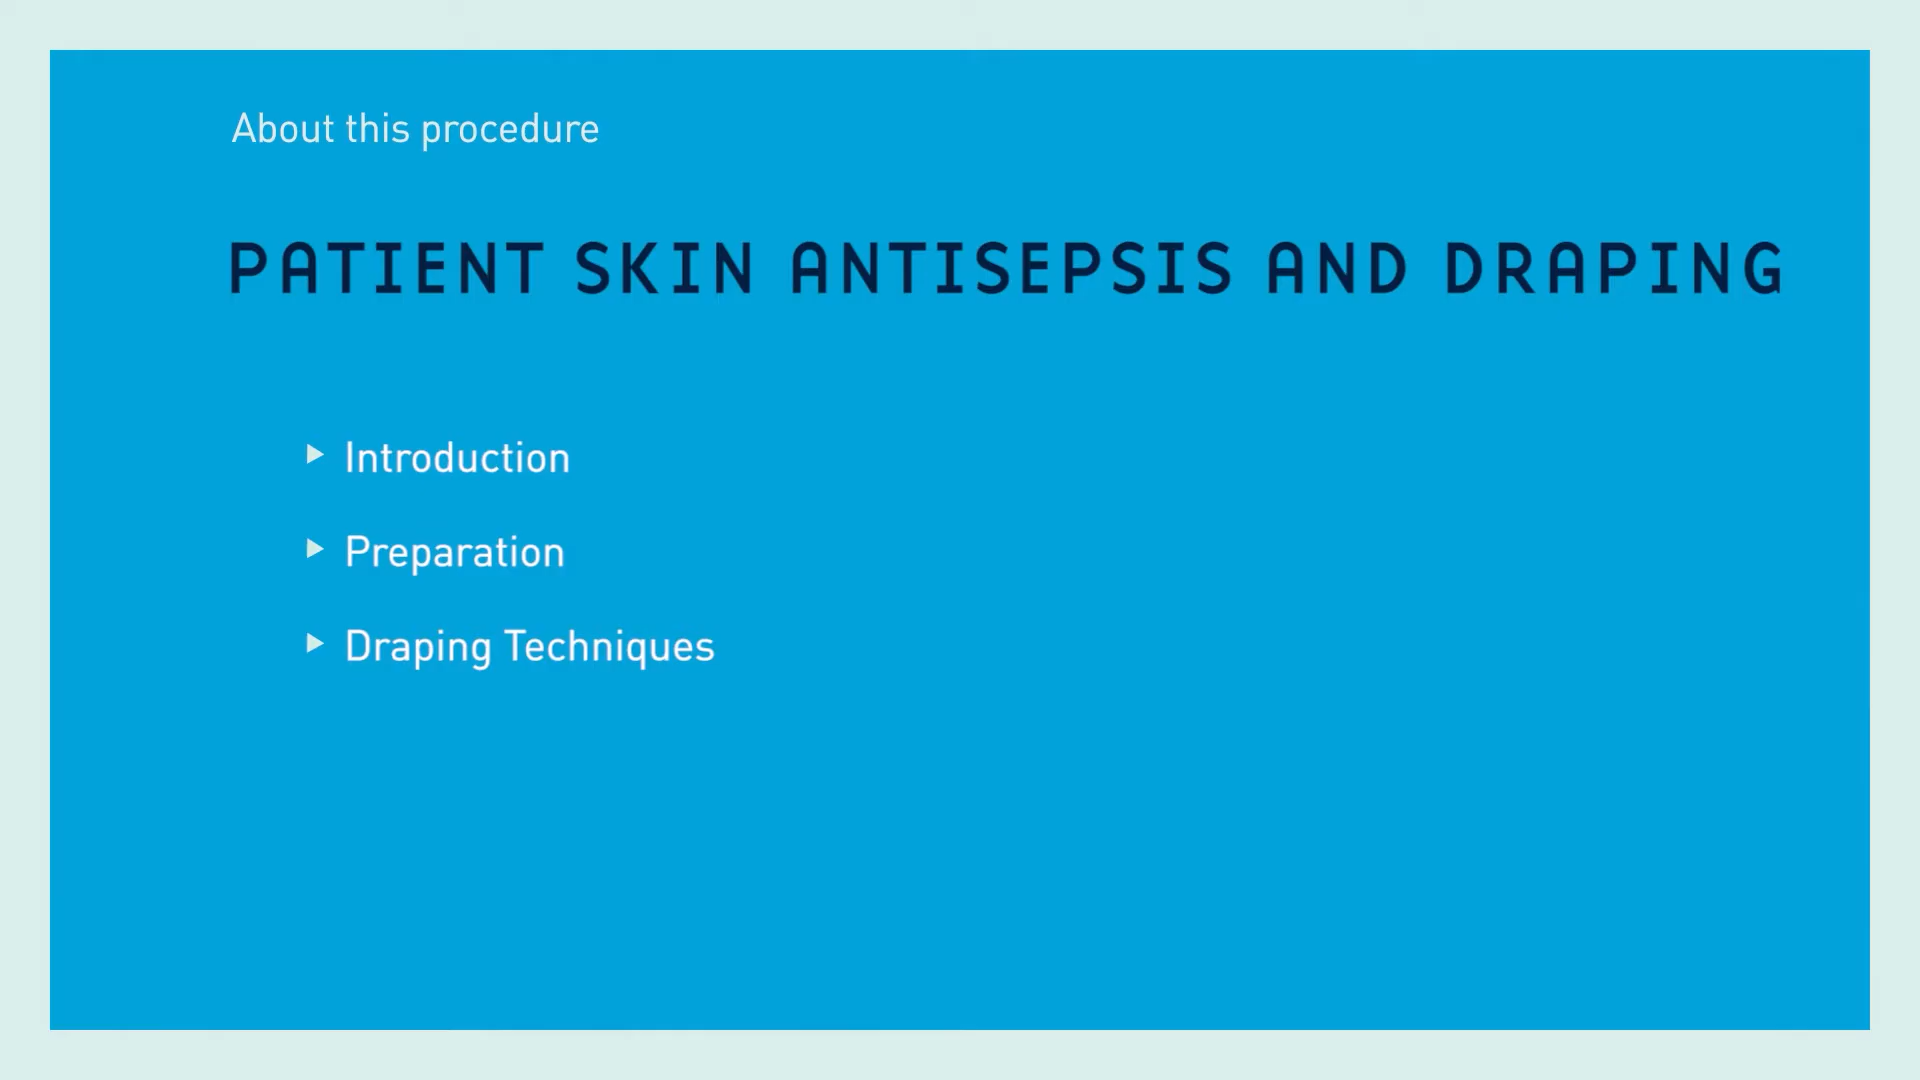 About this procedure
PATIENT SKIN ANTISEPSIS AND DRAPING
Introduction
Preparation
Draping Techniques